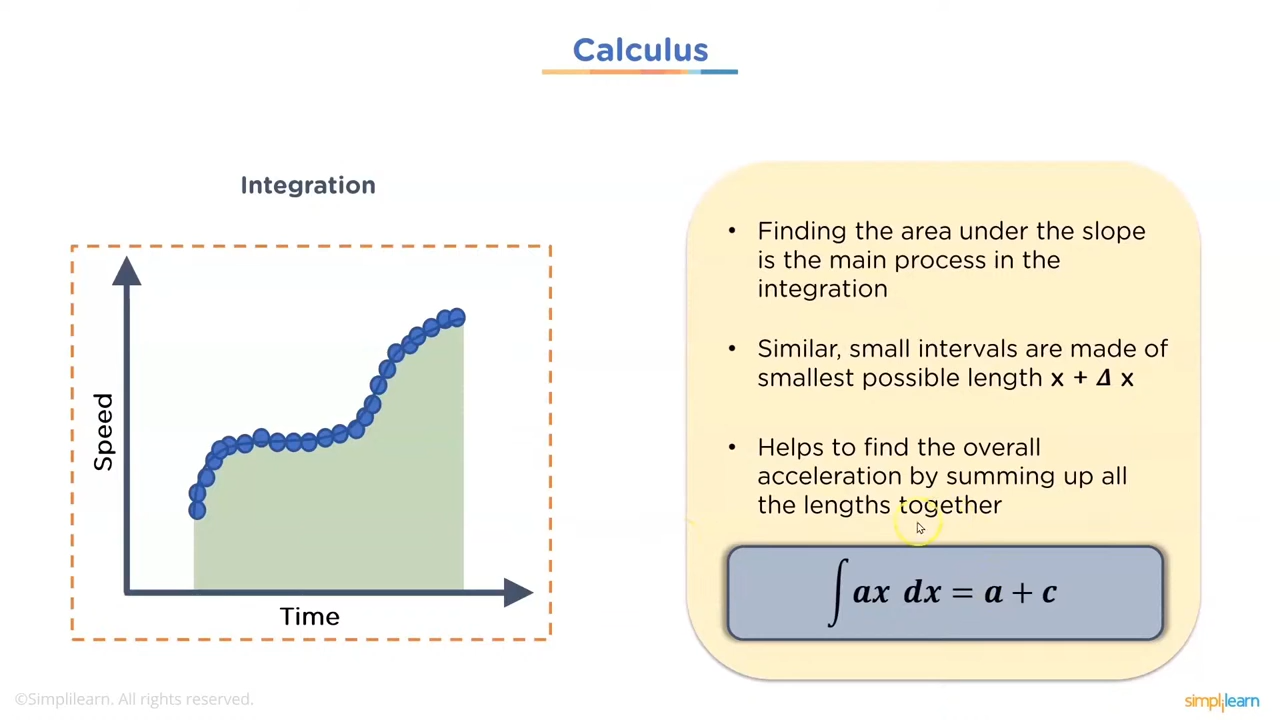 Calculus
Integration
Speed
Time
• Finding the area under the slope
is the main process in the
integration
• Similar, small intervals are made of
smallest possible length x + Δ x
• Helps to find the overall
acceleration by summing up all
the lengths together
∫ ax dx = a + c
©Simplilearn. All rights reserved.
simplilearn